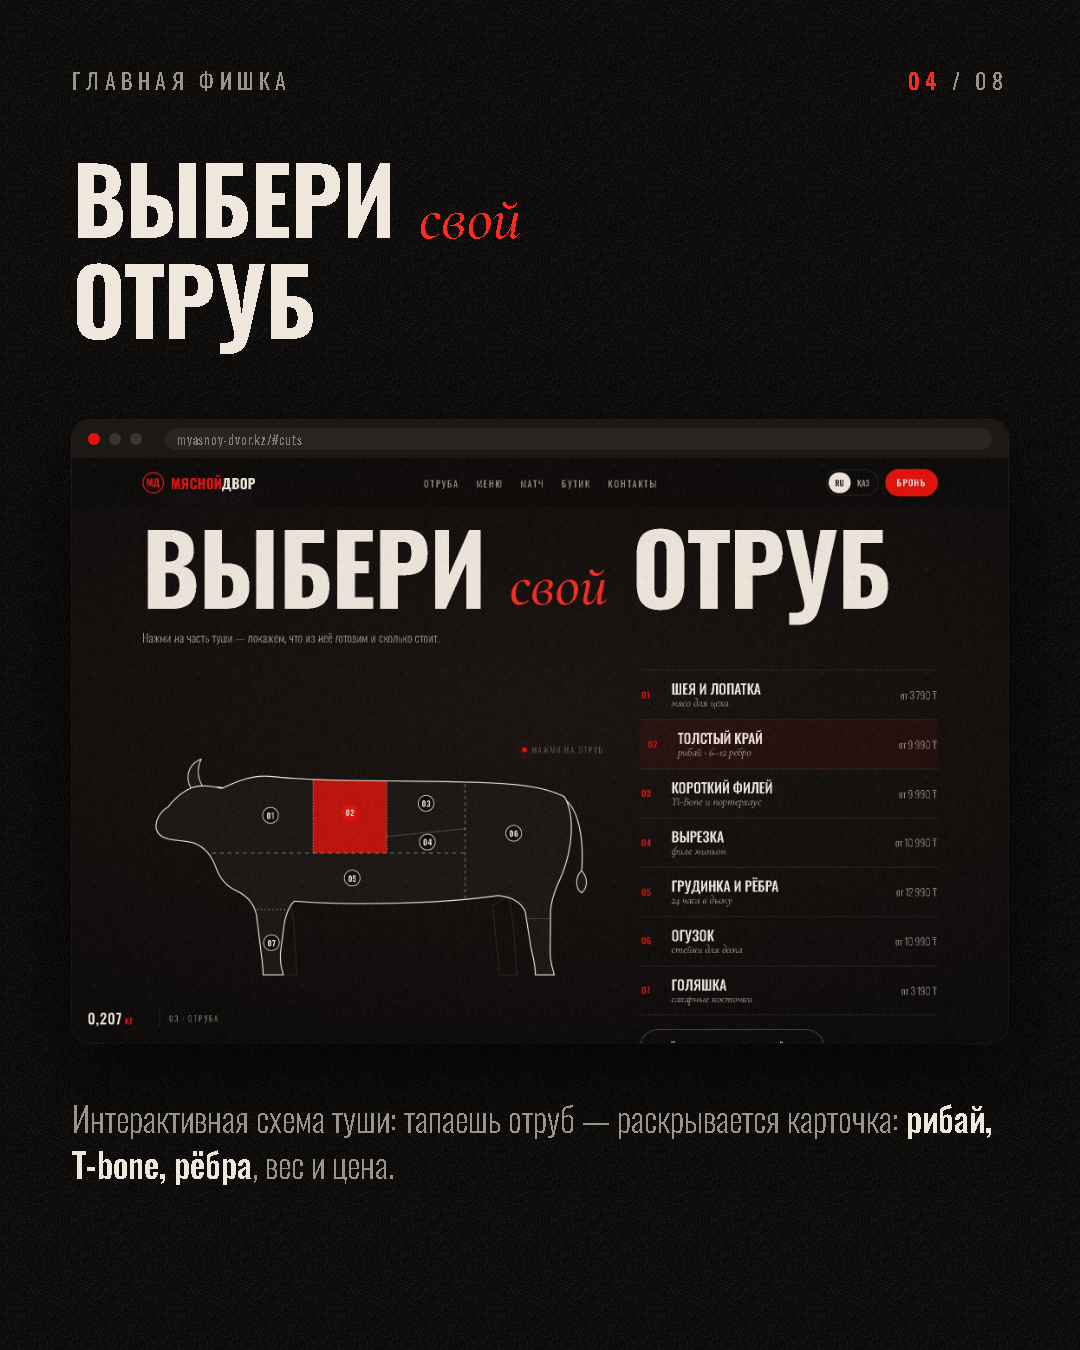 ГЛАВНАЯ ФИШКА
04 / 08
ВЫБЕРИ свой
ОТРУБ
myasnoy-dvor.kz/#cuts
МД МЯСНОЙДВОР
ОТРУБА МЕНЮ МАТЧ БУТИК КОНТАКТЫ
RU ҚАЗ БРОНЬ
ВЫБЕРИ свой ОТРУБ
Нажми на часть туши — покажем, что из неё готовим и сколько стоит.
НАЖМИ НА ОТРУБ
01
02
03
04
05
06
07
01 ШЕЯ И ЛОПАТКА от 3 790 ₸
мясо для цеха
02 ТОЛСТЫЙ КРАЙ от 9 990 ₸
рибай · 6–12 ребро
03 КОРОТКИЙ ФИЛЕЙ от 9 990 ₸
Ti-Bone и портерхаус
04 ВЫРЕЗКА от 10 990 ₸
филе миньон
05 ГРУДИНКА И РЁБРА от 12 990 ₸
24 часа в дыму
06 ОГУЗОК от 10 990 ₸
стейки для дома
07 ГОЛЯШКА от 3 190 ₸
сахарные косточки
0,207 кг 03 · ОТРУБА
Интерактивная схема туши: тапаешь отруб — раскрывается карточка: рибай,
T-bone, рёбра, вес и цена.